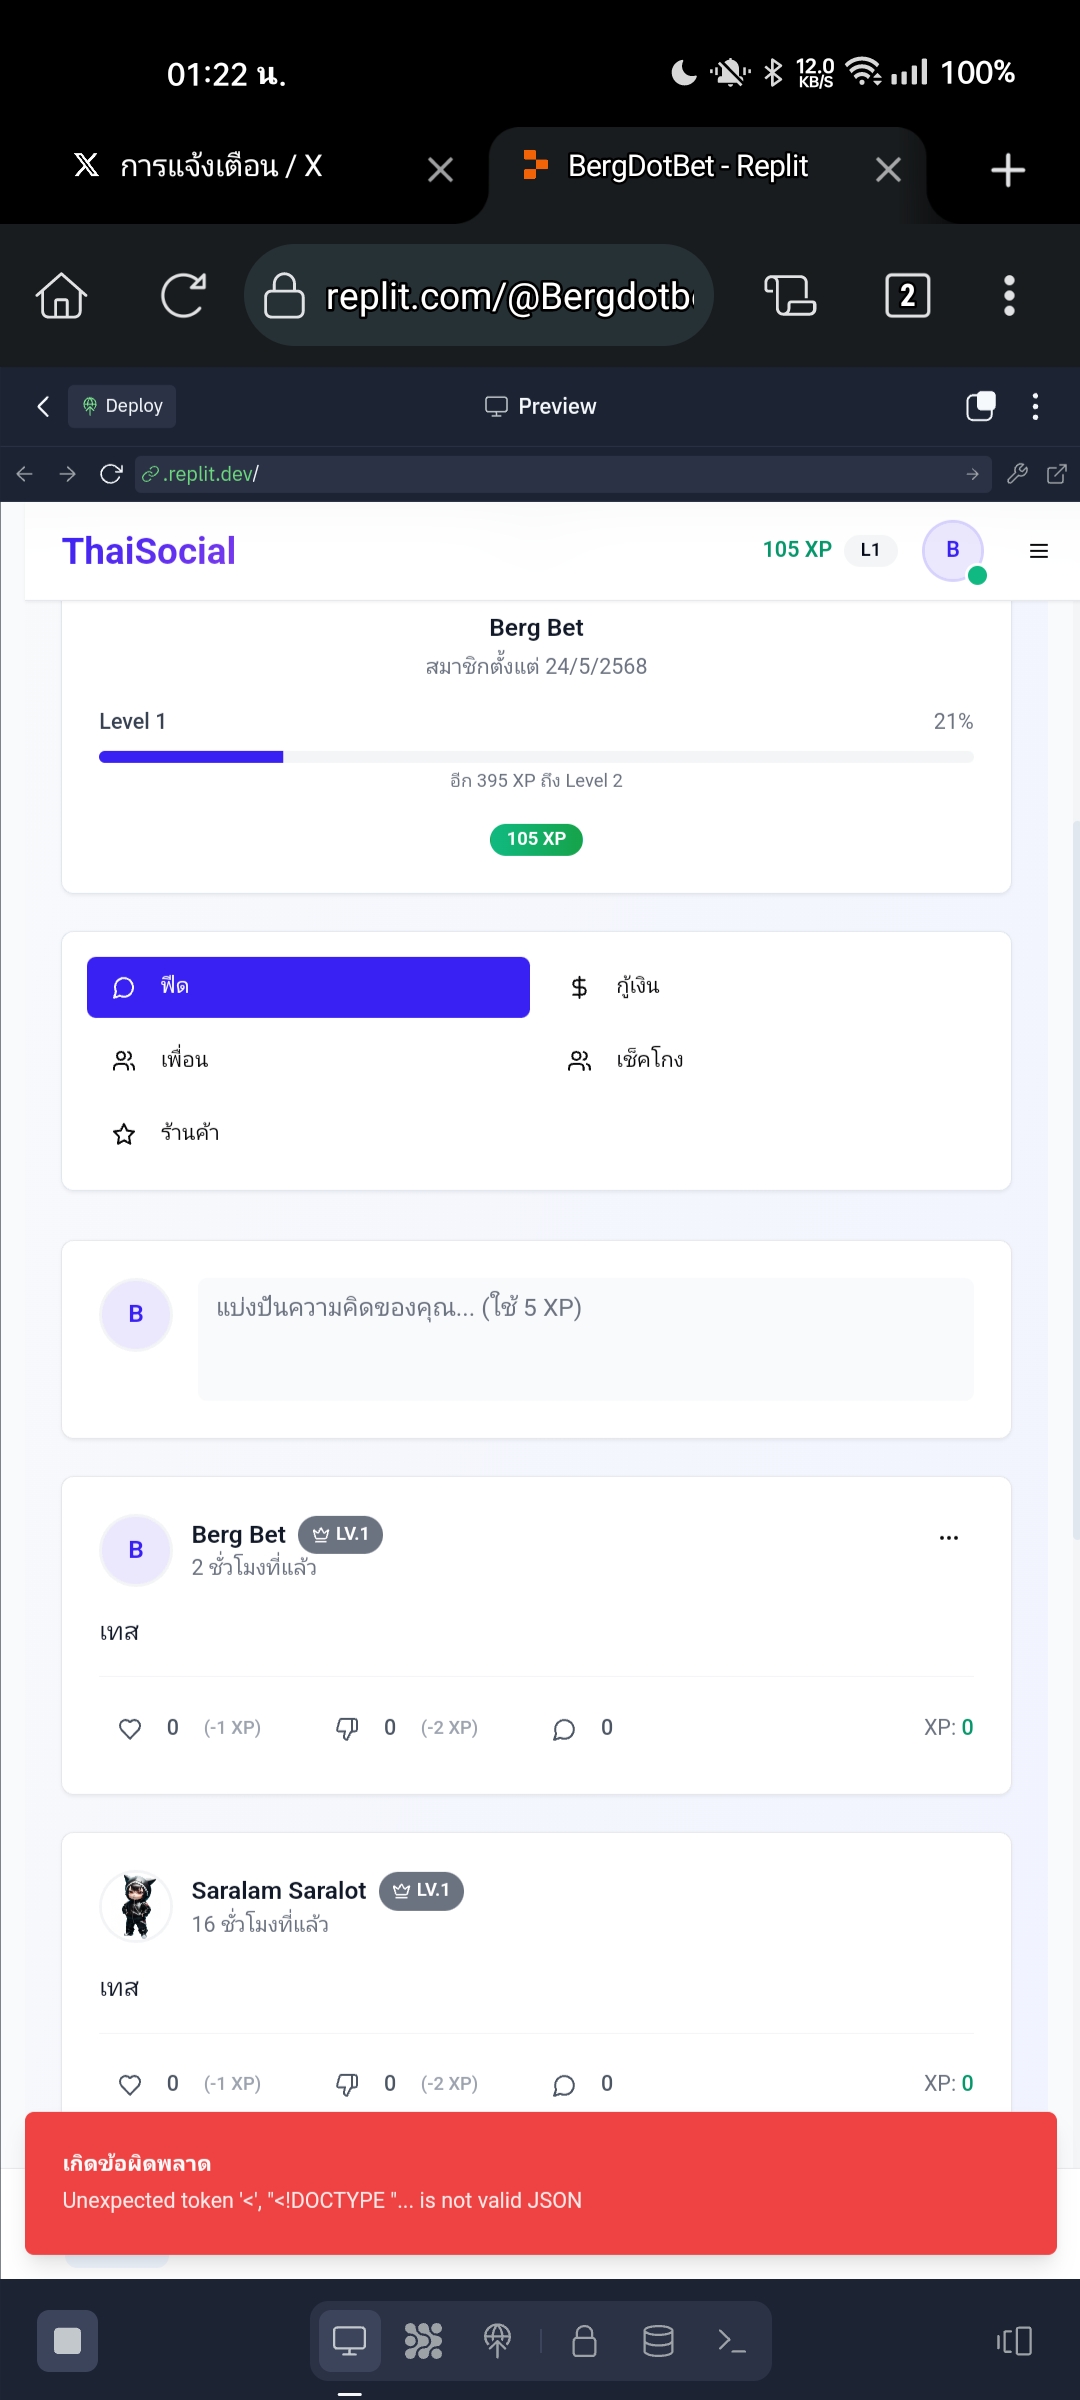 01:22 น.
12.0 KB/S
100%
การแจ้งเตือน / X
BergDotBet - Replit
replit.com/@Bergdotb
2
Deploy
Preview
.replit.dev/
ThaiSocial
105 XP
L1
B
Berg Bet
สมาชิกตั้งแต่ 24/5/2568
Level 1
21%
อีก 395 XP ถึง Level 2
105 XP
ฟีด
กู้เงิน
เพื่อน
เช็คโกง
ร้านค้า
B
แบ่งปันความคิดของคุณ... (ใช้ 5 XP)
B
Berg Bet
LV.1
2 ชั่วโมงที่แล้ว
เทส
0 (-1 XP)
0 (-2 XP)
0
XP: 0
Saralam Saralot
LV.1
16 ชั่วโมงที่แล้ว
เทส
0 (-1 XP)
0 (-2 XP)
0
XP: 0
เกิดข้อผิดพลาด
Unexpected token '<', "<!DOCTYPE "... is not valid JSON